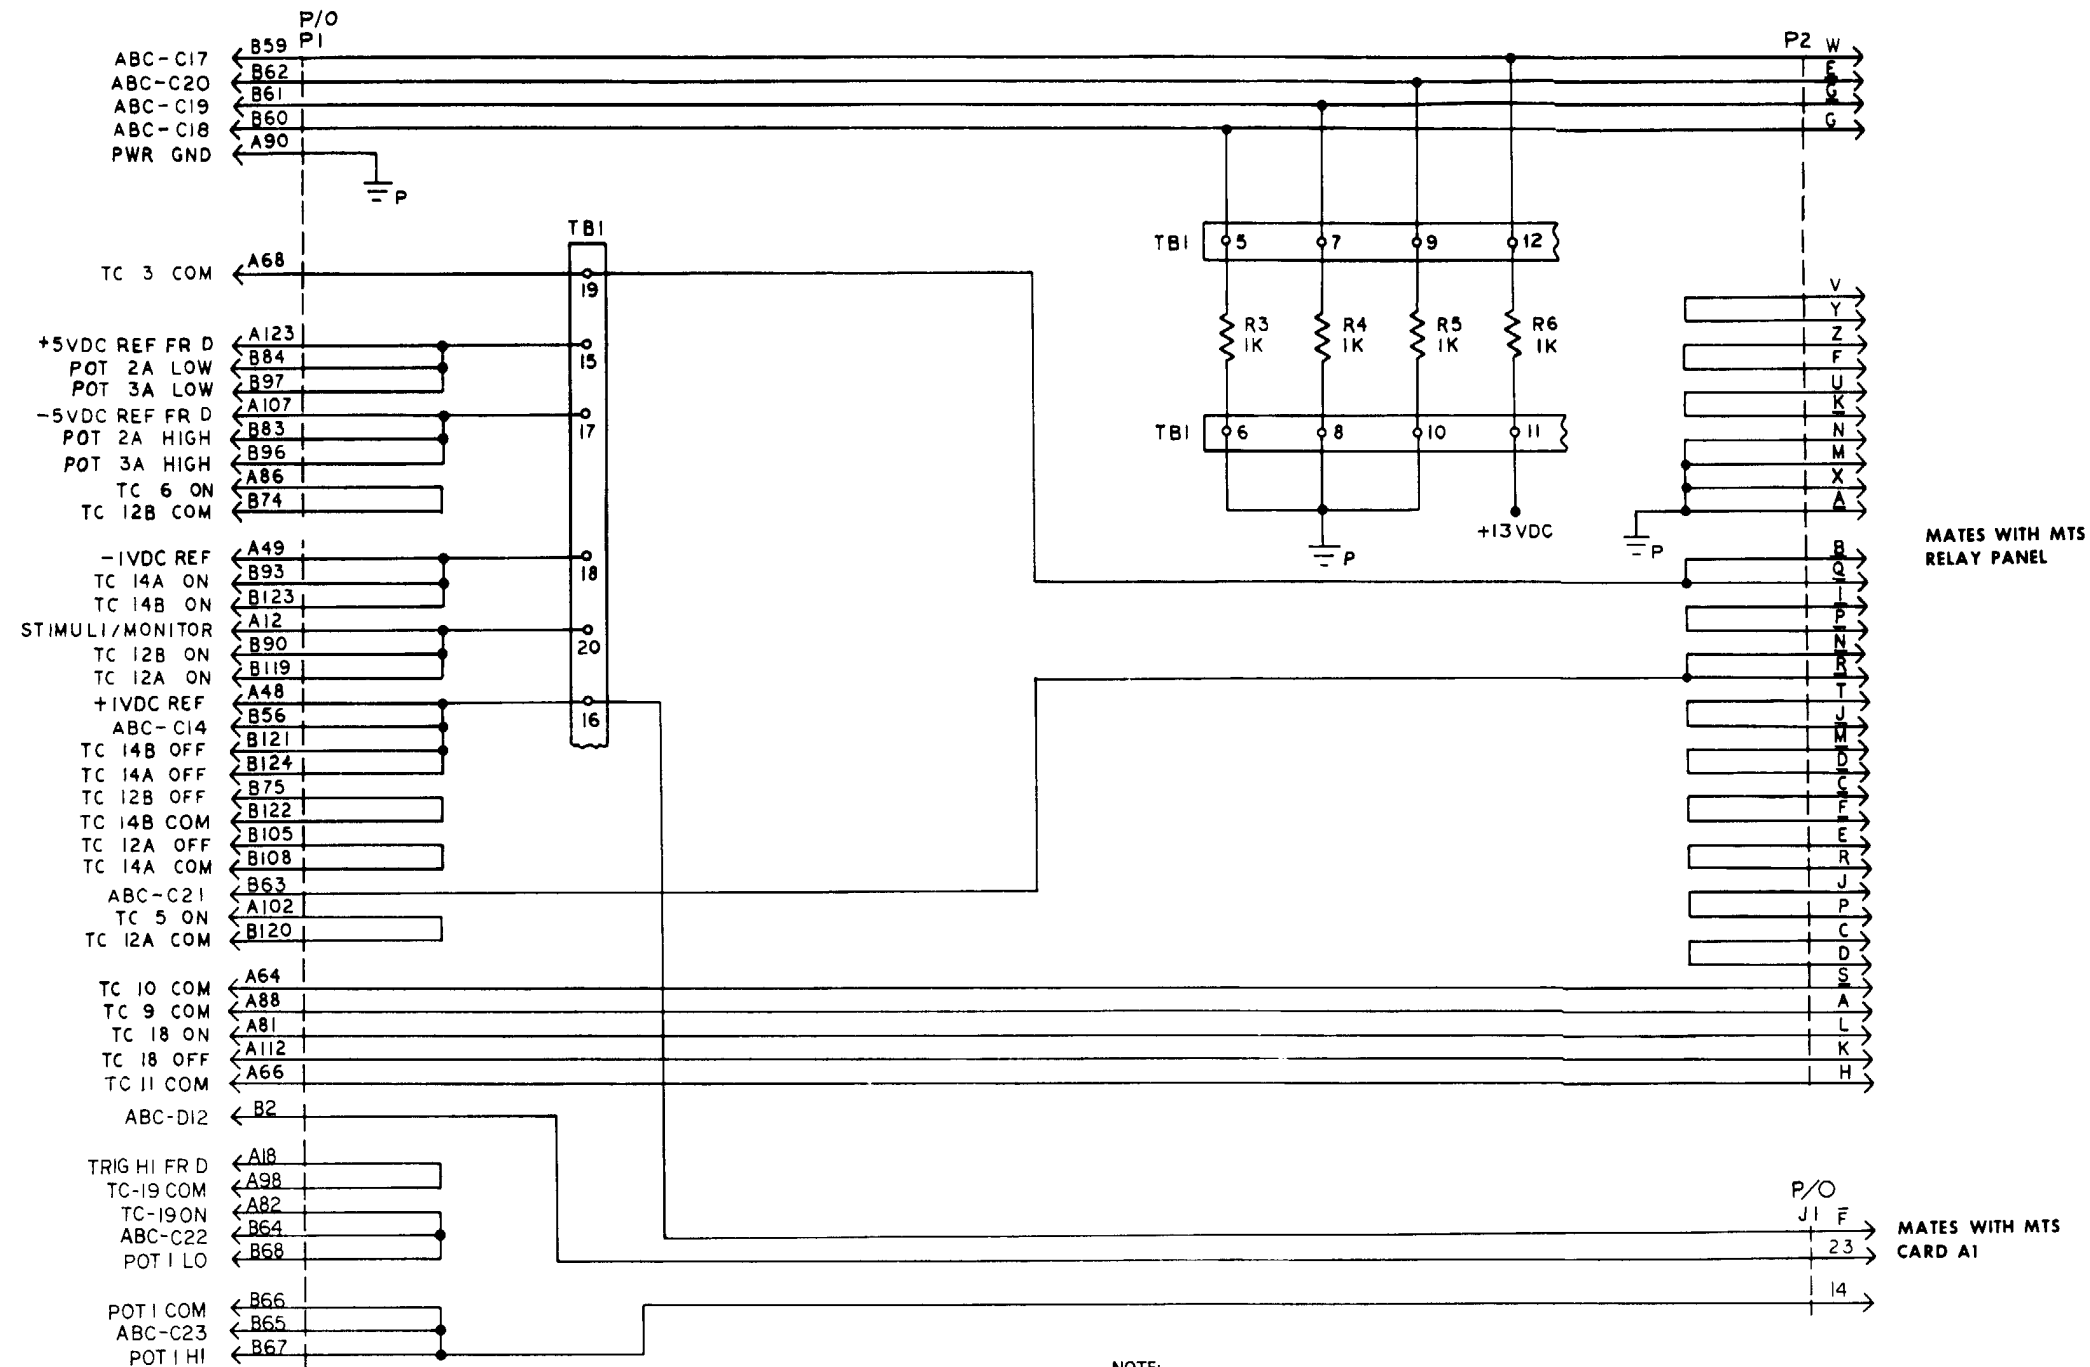 P/O
P1
P2
ABC-C17 B59 W
ABC-C20 B62 E
ABC-C19 B61 G
ABC-C18 B60 G
PWR GND A90
P
TB1
TB1 5 7 9 12
TC 3 COM A68
19
R3 1K
R4 1K
R5 1K
R6 1K
TB1 6 8 10 11
+13VDC
P
P
+5VDC REF FR D A123
15
POT 2A LOW B84
POT 3A LOW B97
-5VDC REF FR D A107
17
POT 2A HIGH B83
POT 3A HIGH B96
TC 6 ON A86
TC 12B COM B74
-1VDC REF A49
18
TC 14A ON B93
TC 14B ON B123
STIMULI/MONITOR A12
20
TC 12B ON B90
TC 12A ON B119
+1VDC REF A48
16
ABC-C14 B56
TC 14B OFF B121
TC 14A OFF B124
TC 12B OFF B75
TC 14B COM B122
TC 12A OFF B105
TC 14A COM B108
ABC-C21 B63
TC 5 ON A102
TC 12A COM B120
V
Y
Z
F
U
K
N
M
X
A
B
Q
I
P
N
R
T
J
M
D
C
F
E
R
J
P
C
D
MATES WITH MTS
RELAY PANEL
TC 10 COM A64 S
TC 9 COM A88 A
TC 18 ON A81 L
TC 18 OFF A112 K
TC 11 COM A66 H
ABC-D12 B2
TRIG HI FR D A18
TC-19 COM A98
TC-19ON A82
ABC-C22 B64
POT 1 LO B68
POT 1 COM B66
ABC-C23 B65
POT 1 HI B67
P/O
J1 F
23
14
MATES WITH MTS
CARD A1
NOTE: